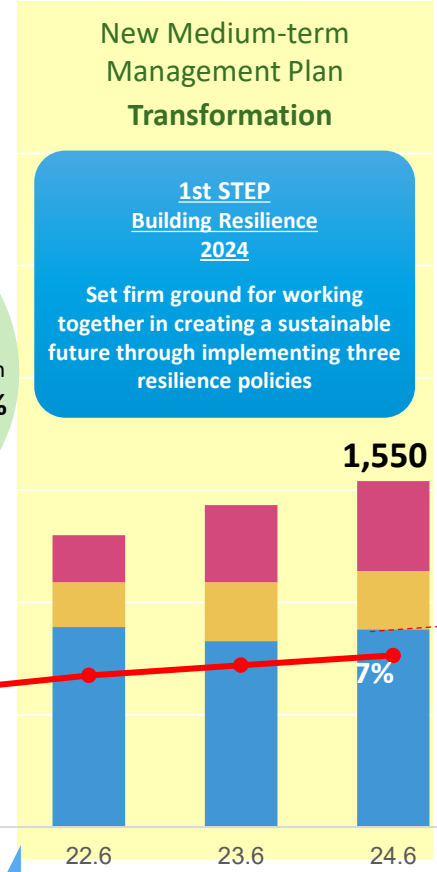 New Medium-term
Management Plan
Transformation
1st STEP
Building Resilience
2024
Set firm ground for working
together in creating a sustainable
future through implementing three
resilience policies
n
%
1,550
7%
22.6
23.6
24.6